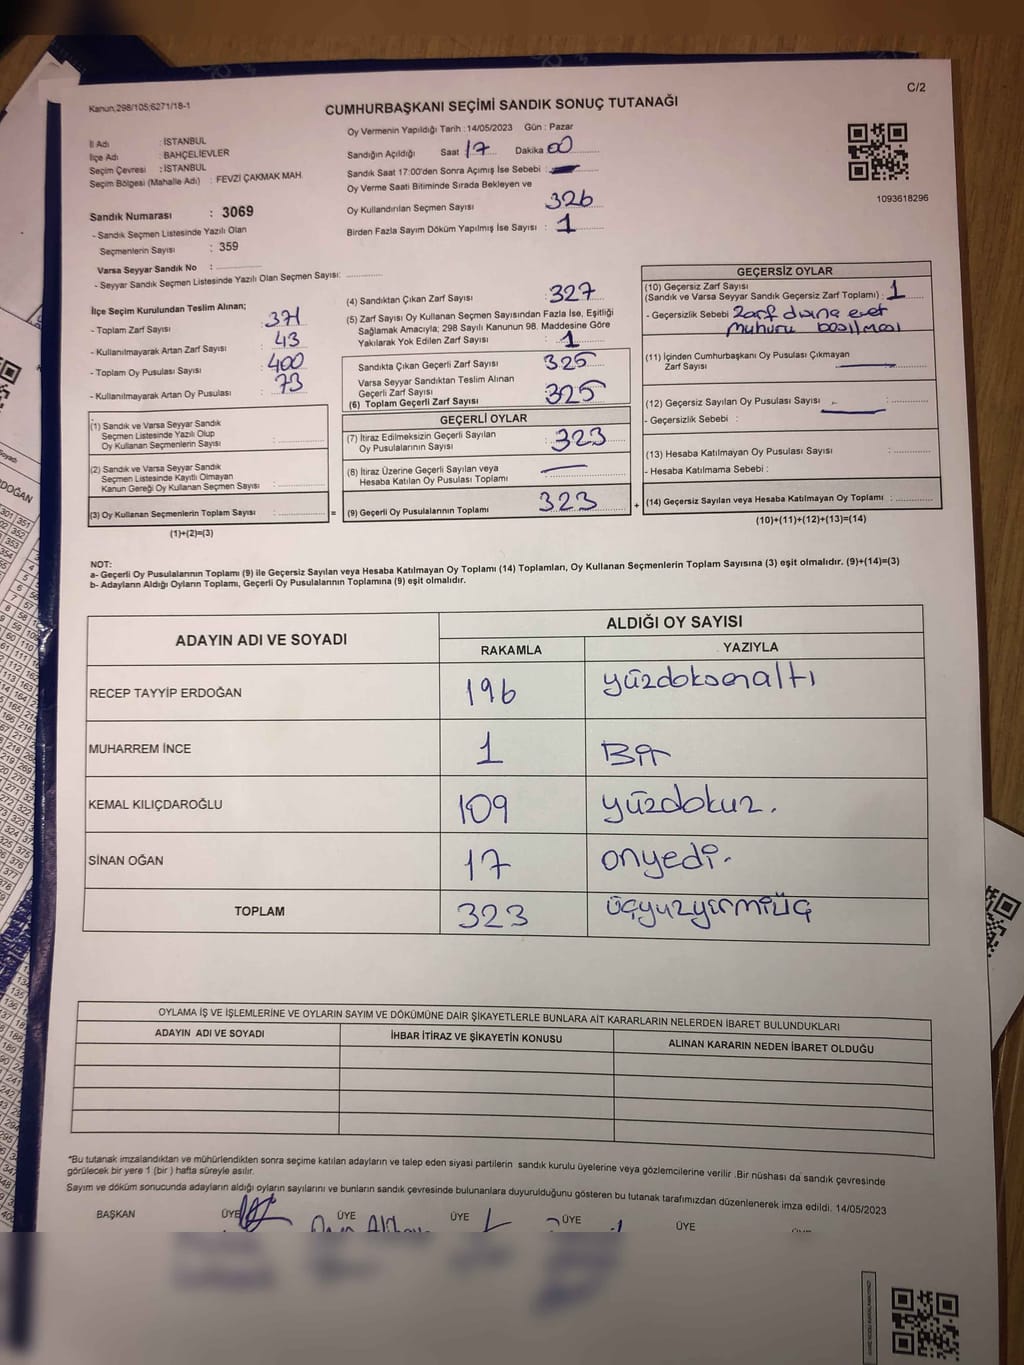 Kanun,298/105;6271/18-1
C/2
CUMHURBAŞKANI SEÇİMİ SANDIK SONUÇ TUTANAĞI
İl Adı : İSTANBUL
İlçe Adı : BAHÇELİEVLER
Seçim Çevresi : İSTANBUL
Seçim Bölgesi (Mahalle Adı) : FEVZİ ÇAKMAK MAH.
Oy Vermenin Yapıldığı Tarih : 14/05/2023 Gün : Pazar
Sandığın Açıldığı Saat 17 Dakika 00
Sandık Saat 17:00'den Sonra Açımış İse Sebebi :
Oy Verme Saati Bitiminde Sırada Bekleyen ve
Oy Kullandırılan Seçmen Sayısı 326
Birden Fazla Sayım Döküm Yapılmış İse Sayısı : 1
1093618296
Sandık Numarası : 3069
- Sandık Seçmen Listesinde Yazılı Olan
Seçmenlerin Sayısı : 359
Varsa Seyyar Sandık No :
- Seyyar Sandık Seçmen Listesinde Yazılı Olan Seçmen Sayısı:
İlçe Seçim Kurulundan Teslim Alınan;
- Toplam Zarf Sayısı : 371
- Kullanılmayarak Artan Zarf Sayısı : 43
- Toplam Oy Pusulası Sayısı : 400
- Kullanılmayarak Artan Oy Pusulası : 73
(1) Sandık ve Varsa Seyyar Sandık
Seçmen Listesinde Yazılı Olup
Oy Kullanan Seçmenlerin Sayısı :
(2) Sandık ve Varsa Seyyar Sandık
Seçmen Listesinde Kayıtlı Olmayan
Kanun Gereği Oy Kullanan Seçmen Sayısı :
(3) Oy Kullanan Seçmenlerin Toplam Sayısı :
(1)+(2)=(3)
=
(4) Sandıktan Çıkan Zarf Sayısı : 327
(5) Zarf Sayısı Oy Kullanan Seçmen Sayısından Fazla İse, Eşitliği
Sağlamak Amacıyla; 298 Sayılı Kanunun 98. Maddesine Göre
Yakılarak Yok Edilen Zarf Sayısı : 1
Sandıkta Çıkan Geçerli Zarf Sayısı : 325
Varsa Seyyar Sandıktan Teslim Alınan
Geçerli Zarf Sayısı :
(6) Toplam Geçerli Zarf Sayısı : 325
GEÇERLİ OYLAR
(7) İtiraz Edilmeksizin Geçerli Sayılan
Oy Pusulalarının Sayısı : 323
(8) İtiraz Üzerine Geçerli Sayılan veya
Hesaba Katılan Oy Pusulası Toplamı :
(9) Geçerli Oy Pusulalarının Toplamı : 323
+
GEÇERSİZ OYLAR
(10) Geçersiz Zarf Sayısı
(Sandık ve Varsa Seyyar Sandık Geçersiz Zarf Toplamı) : 1
- Geçersizlik Sebebi : Zarf dışına evet
muhuru basılması
(11) İçinden Cumhurbaşkanı Oy Pusulası Çıkmayan
Zarf Sayısı :
(12) Geçersiz Sayılan Oy Pusulası Sayısı :
- Geçersizlik Sebebi :
(13) Hesaba Katılmayan Oy Pusulası Sayısı :
- Hesaba Katılmama Sebebi :
(14) Geçersiz Sayılan veya Hesaba Katılmayan Oy Toplamı :
(10)+(11)+(12)+(13)=(14)
NOT:
a- Geçerli Oy Pusulalarının Toplamı (9) ile Geçersiz Sayılan veya Hesaba Katılmayan Oy Toplamı (14) Toplamları, Oy Kullanan Seçmenlerin Toplam Sayısına (3) eşit olmalıdır. (9)+(14)=(3)
b- Adayların Aldığı Oyların Toplamı, Geçerli Oy Pusulalarının Toplamına (9) eşit olmalıdır.
ADAYIN ADI VE SOYADI ALDIĞI OY SAYISI
RAKAMLA YAZIYLA
RECEP TAYYİP ERDOĞAN 196 yüzdoksanaltı
MUHARREM İNCE 1 Bir
KEMAL KILIÇDAROĞLU 109 yüzdokuz.
SİNAN OĞAN 17 onyedi.
TOPLAM 323 üçyüzyirmiüç
OYLAMA İŞ VE İŞLEMLERİNE VE OYLARIN SAYIM VE DÖKÜMÜNE DAİR ŞİKAYETLERLE BUNLARA AİT KARARLARIN NELERDEN İBARET BULUNDUKLARI
ADAYIN ADI VE SOYADI İHBAR İTİRAZ VE ŞİKAYETİN KONUSU ALINAN KARARIN NEDEN İBARET OLDUĞU
*Bu tutanak imzalandıktan ve mühürlendikten sonra seçime katılan adayların ve talep eden siyasi partilerin sandık kurulu üyelerine veya gözlemcilerine verilir .Bir nüshası da sandık çevresinde
görülecek bir yere 1 (bir ) hafta süreyle asılır.
Sayım ve döküm sonucunda adayların aldığı oyların sayılarını ve bunların sandık çevresinde bulunanlara duyurulduğunu gösteren bu tutanak tarafımızdan düzenlenerek imza edildi. 14/05/2023
BAŞKAN ÜYE ÜYE ÜYE ÜYE ÜYE